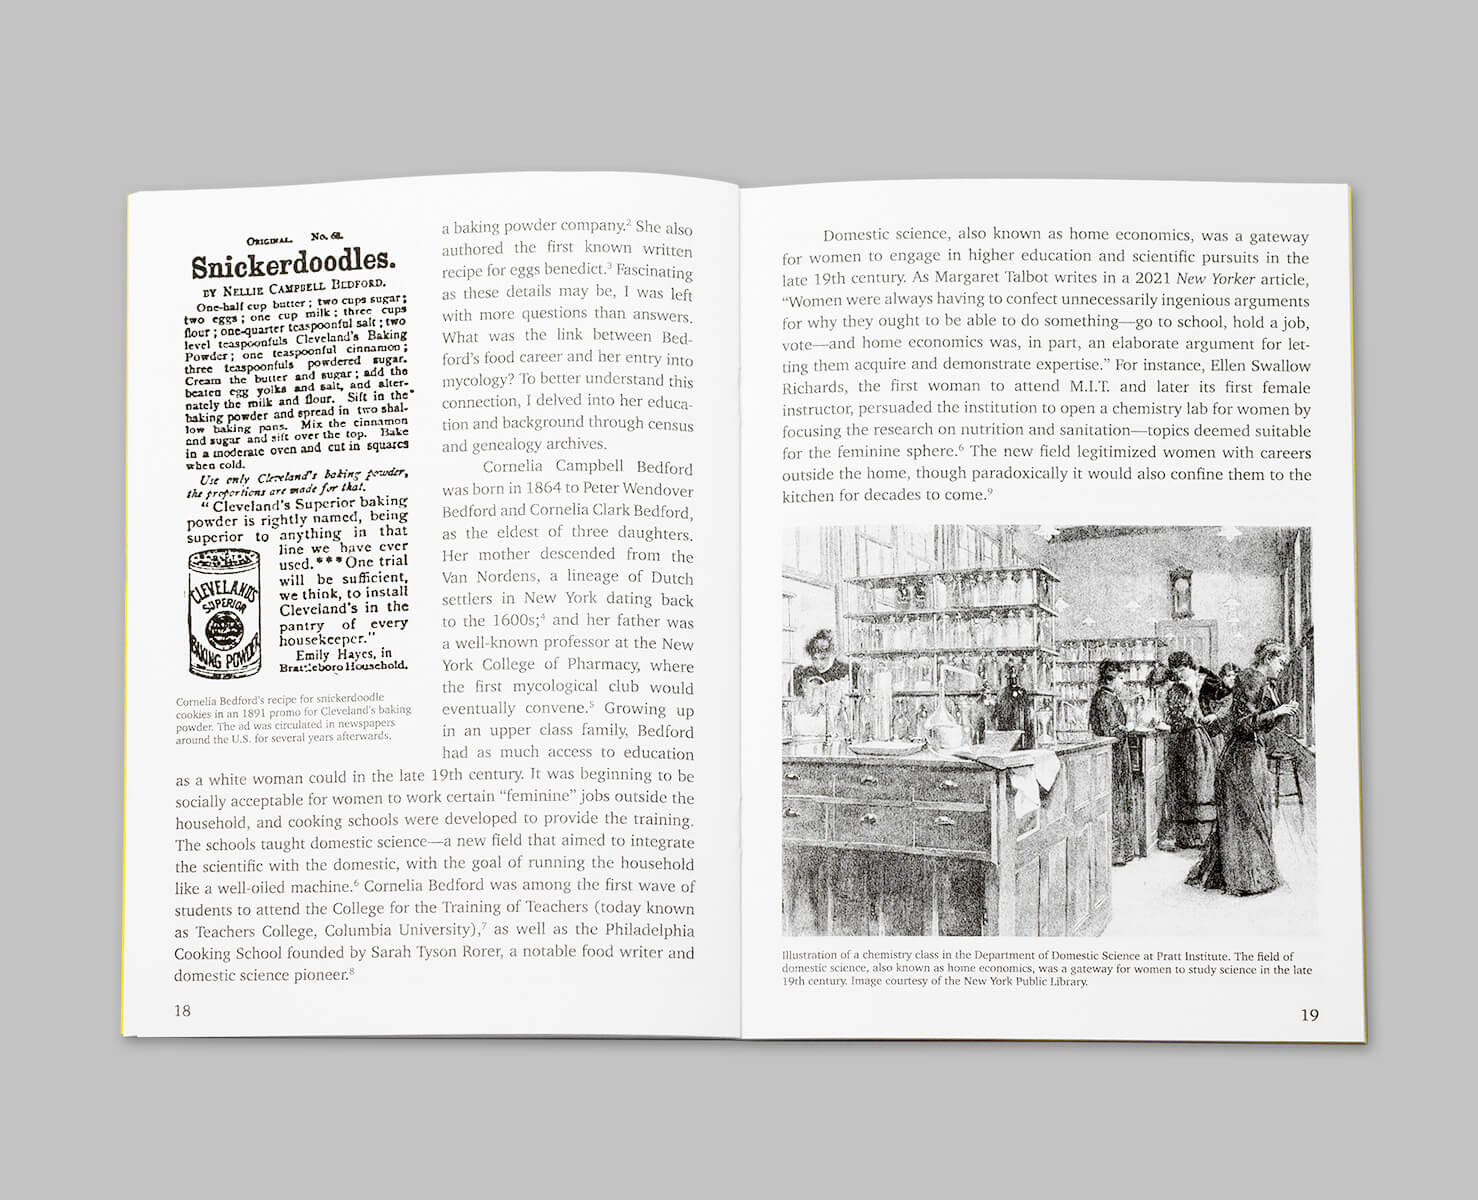 ORIGINAL. No. 68.
Snickerdoodles.
BY NELLIE CAMPBELL BEDFORD.
One-half cup butter; two cups sugar;
two eggs; one cup milk; three cups
flour; one-quarter teaspoonful salt; two
level teaspoonfuls Cleveland's Baking
Powder; one teaspoonful cinnamon;
three teaspoonfuls powdered sugar.
Cream the butter and sugar; add the
beaten egg yolks and salt, and alter-
nately the milk and flour. Sift in the
baking powder and spread in two shal-
low baking pans. Mix the cinnamon
and sugar and sift over the top. Bake
in a moderate oven and cut in squares
when cold.
Use only Cleveland's baking powder,
the proportions are made for that.
"Cleveland's Superior baking
powder is rightly named, being
superior to anything in that
line we have ever
used.***One trial
will be sufficient,
we think, to install
Cleveland's in the
pantry of every
housekeeper."
Emily Hayes, in
Brattleboro Household.
CLEVELAND'S
SUPERIOR
BAKING POWDER
Cornelia Bedford's recipe for snickerdoodle
cookies in an 1891 promo for Cleveland's baking
powder. The ad was circulated in newspapers
around the U.S. for several years afterwards.
a baking powder company.² She also
authored the first known written
recipe for eggs benedict.³ Fascinating
as these details may be, I was left
with more questions than answers.
What was the link between Bed-
ford's food career and her entry into
mycology? To better understand this
connection, I delved into her educa-
tion and background through census
and genealogy archives.
Cornelia Campbell Bedford
was born in 1864 to Peter Wendover
Bedford and Cornelia Clark Bedford,
as the eldest of three daughters.
Her mother descended from the
Van Nordens, a lineage of Dutch
settlers in New York dating back
to the 1600s;⁴ and her father was
a well-known professor at the New
York College of Pharmacy, where
the first mycological club would
eventually convene.⁵ Growing up
in an upper class family, Bedford
had as much access to education
as a white woman could in the late 19th century. It was beginning to be
socially acceptable for women to work certain “feminine” jobs outside the
household, and cooking schools were developed to provide the training.
The schools taught domestic science—a new field that aimed to integrate
the scientific with the domestic, with the goal of running the household
like a well-oiled machine.⁶ Cornelia Bedford was among the first wave of
students to attend the College for the Training of Teachers (today known
as Teachers College, Columbia University),⁷ as well as the Philadelphia
Cooking School founded by Sarah Tyson Rorer, a notable food writer and
domestic science pioneer.⁸
18
Domestic science, also known as home economics, was a gateway
for women to engage in higher education and scientific pursuits in the
late 19th century. As Margaret Talbot writes in a 2021 New Yorker article,
“Women were always having to confect unnecessarily ingenious arguments
for why they ought to be able to do something—go to school, hold a job,
vote—and home economics was, in part, an elaborate argument for let-
ting them acquire and demonstrate expertise.” For instance, Ellen Swallow
Richards, the first woman to attend M.I.T. and later its first female
instructor, persuaded the institution to open a chemistry lab for women by
focusing the research on nutrition and sanitation—topics deemed suitable
for the feminine sphere.⁶ The new field legitimized women with careers
outside the home, though paradoxically it would also confine them to the
kitchen for decades to come.⁹
Illustration of a chemistry class in the Department of Domestic Science at Pratt Institute. The field of
domestic science, also known as home economics, was a gateway for women to study science in the late
19th century. Image courtesy of the New York Public Library.
19